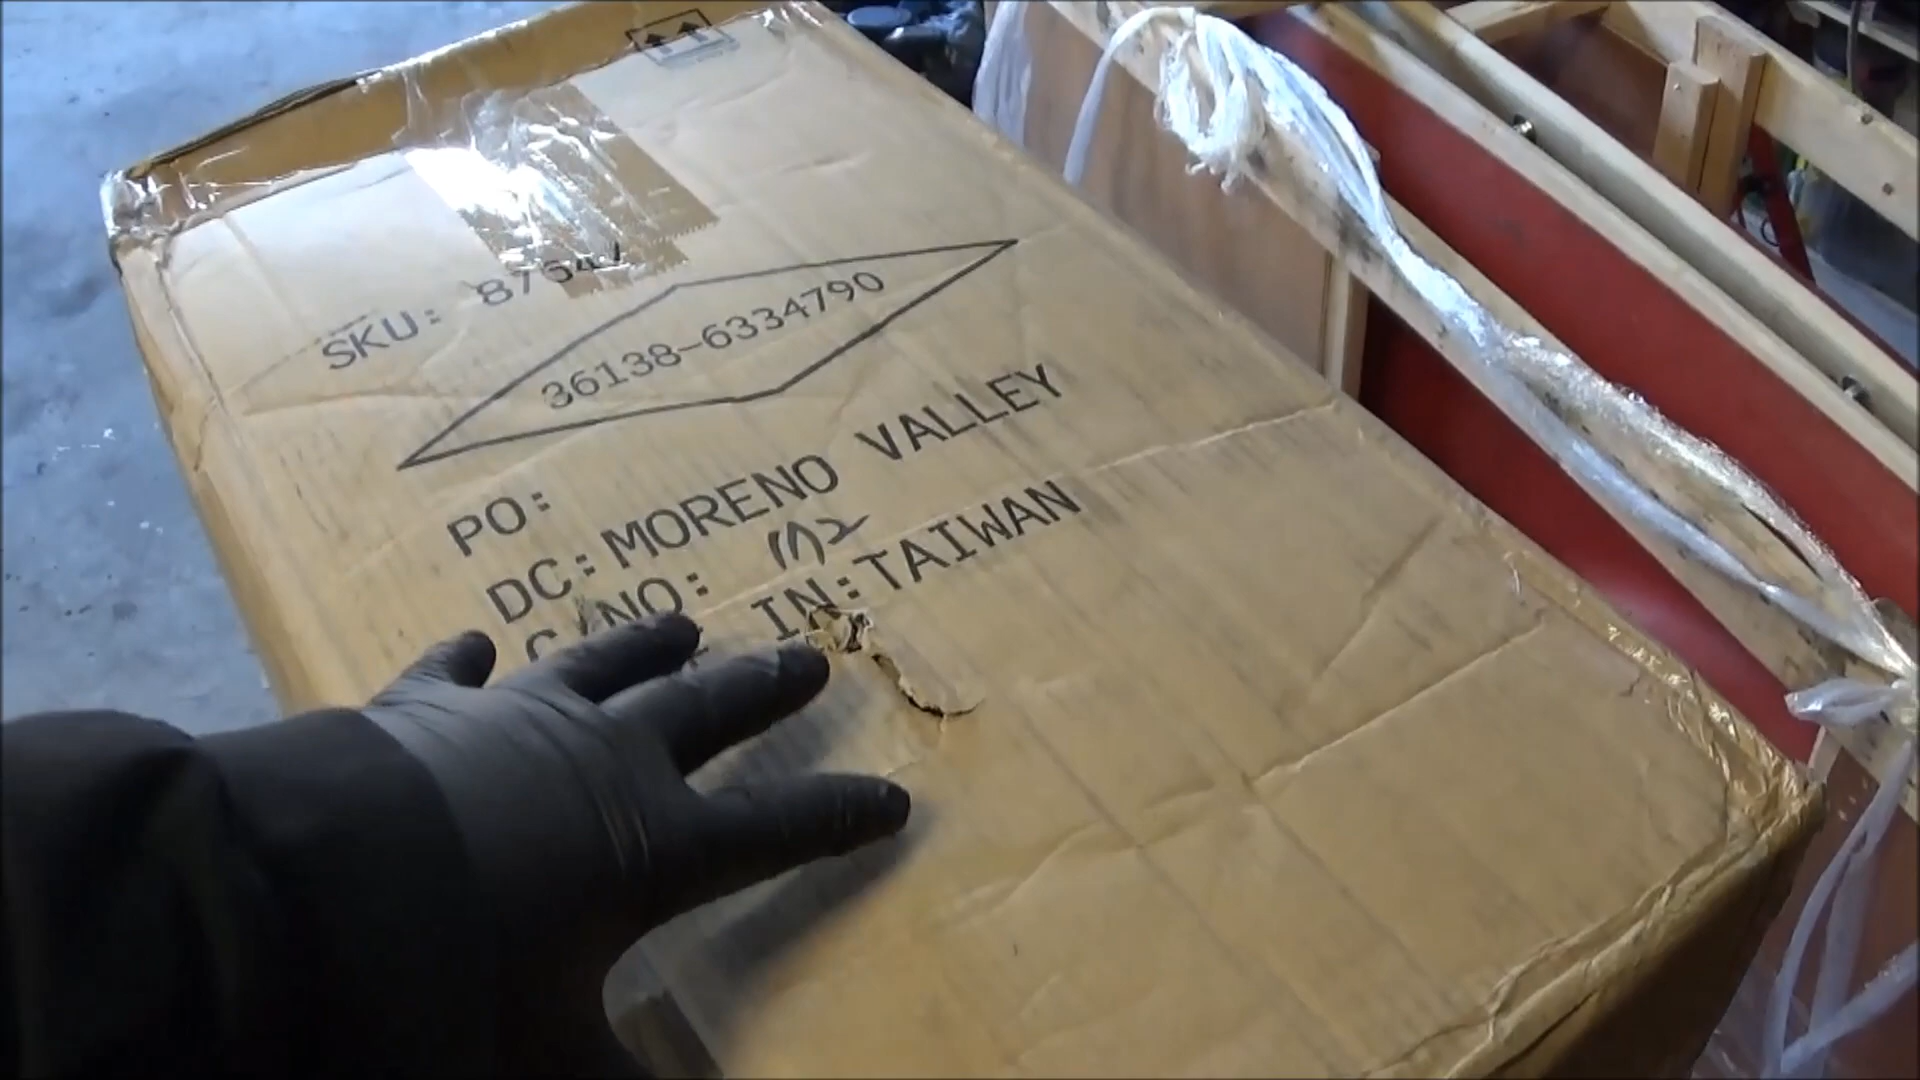 SKU:
36138-6334790
PO:
DC: MORENO VALLEY
C/NO:
IN: TAIWAN